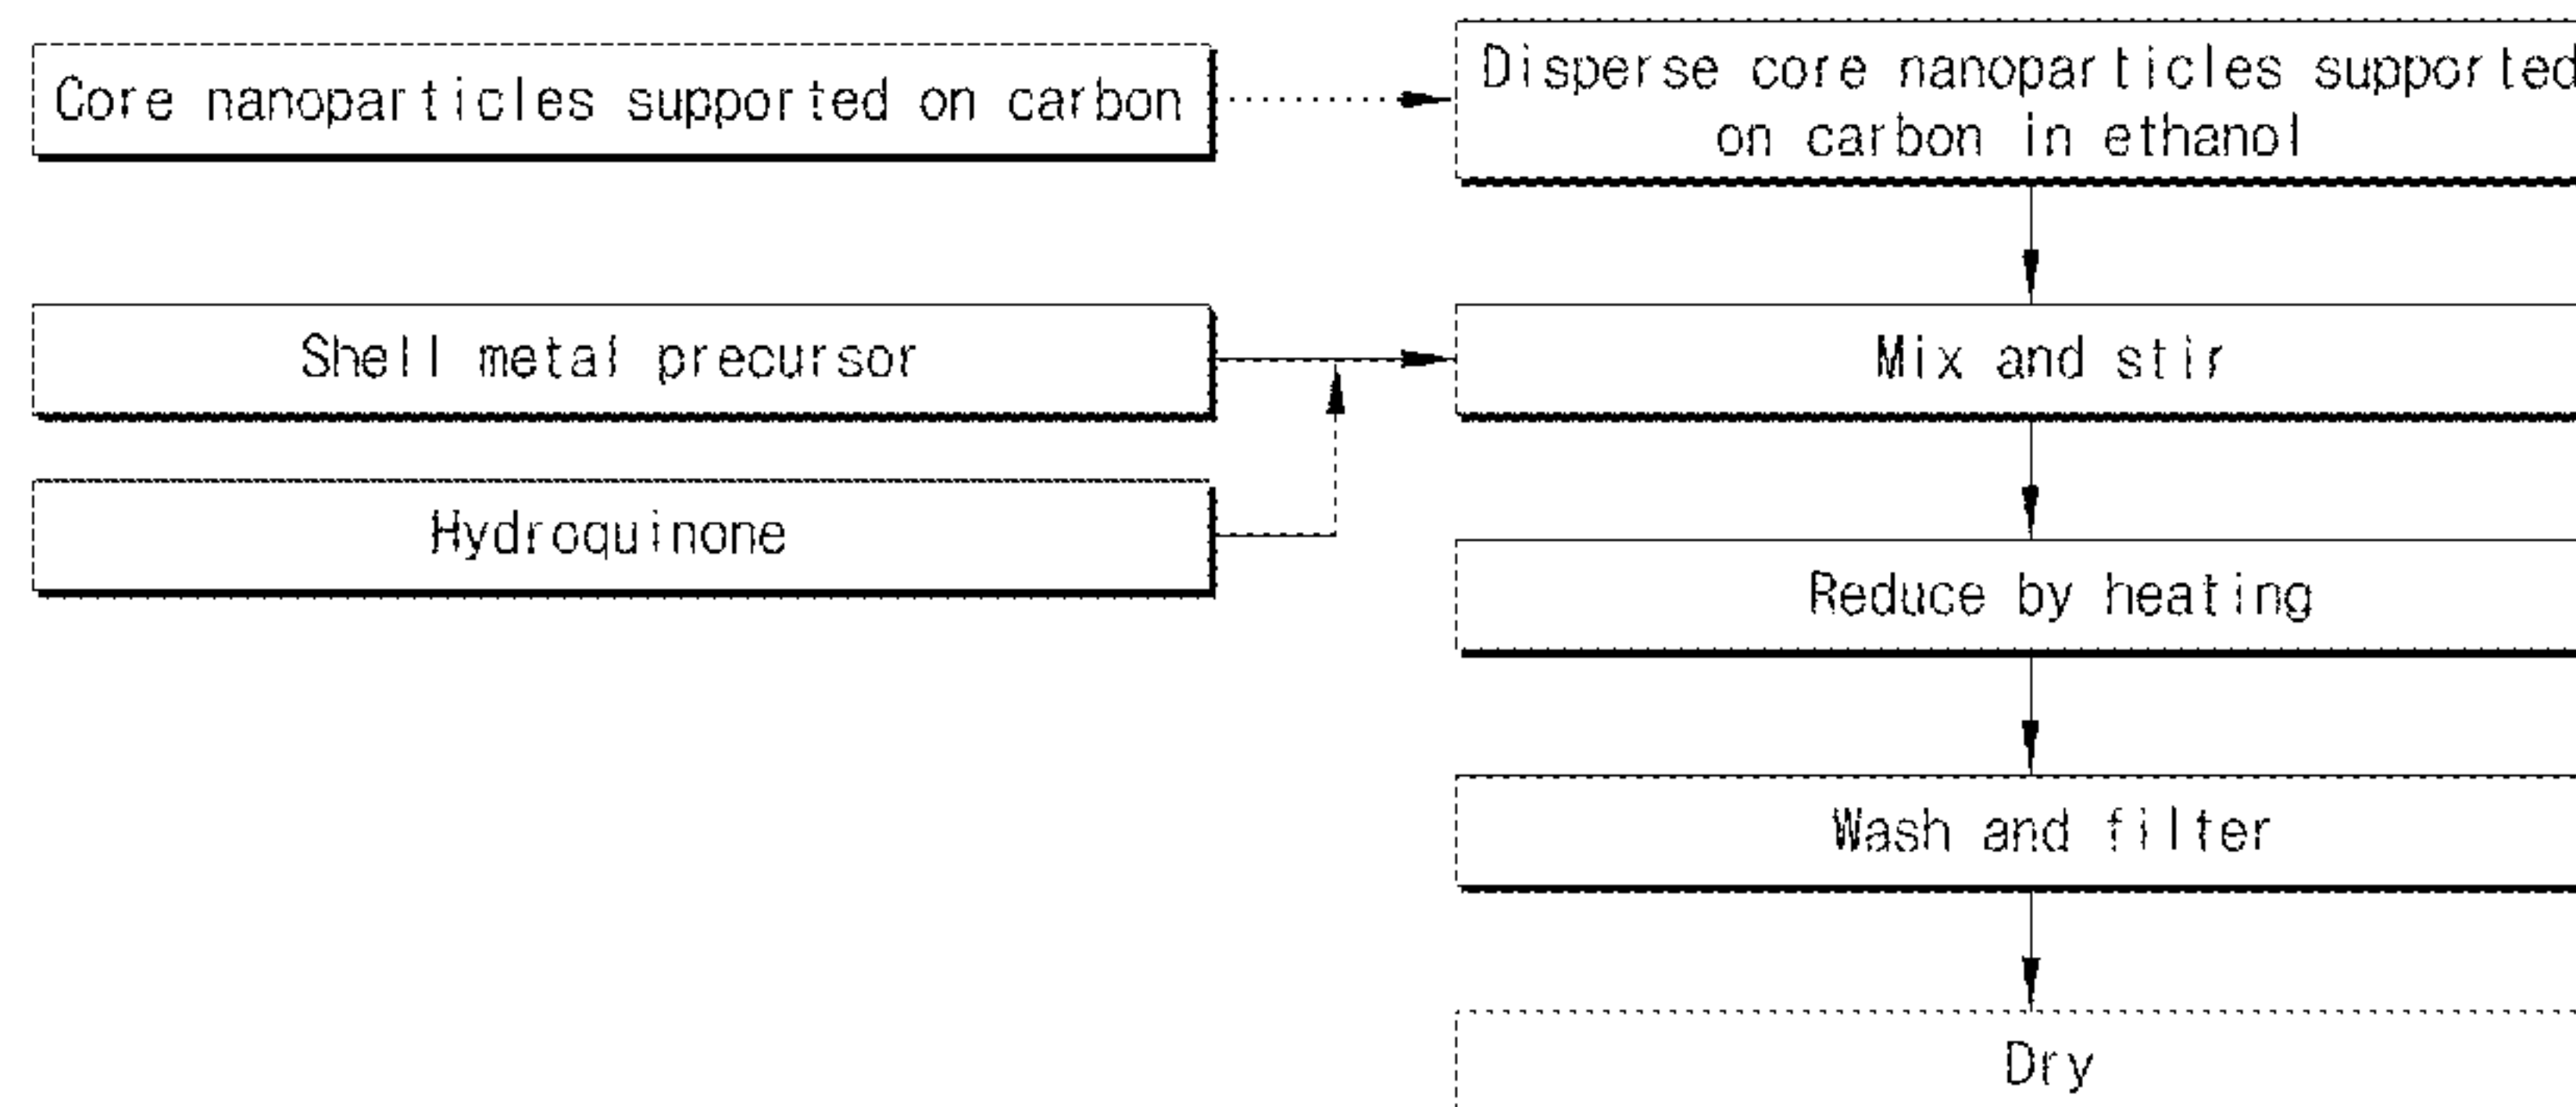 Core nanoparticles supported on carbon
Disperse core nanoparticles supported
on carbon in ethanol
Shell metal precursor
Mix and stir
Hydroquinone
Reduce by heating
Wash and filter
Dry